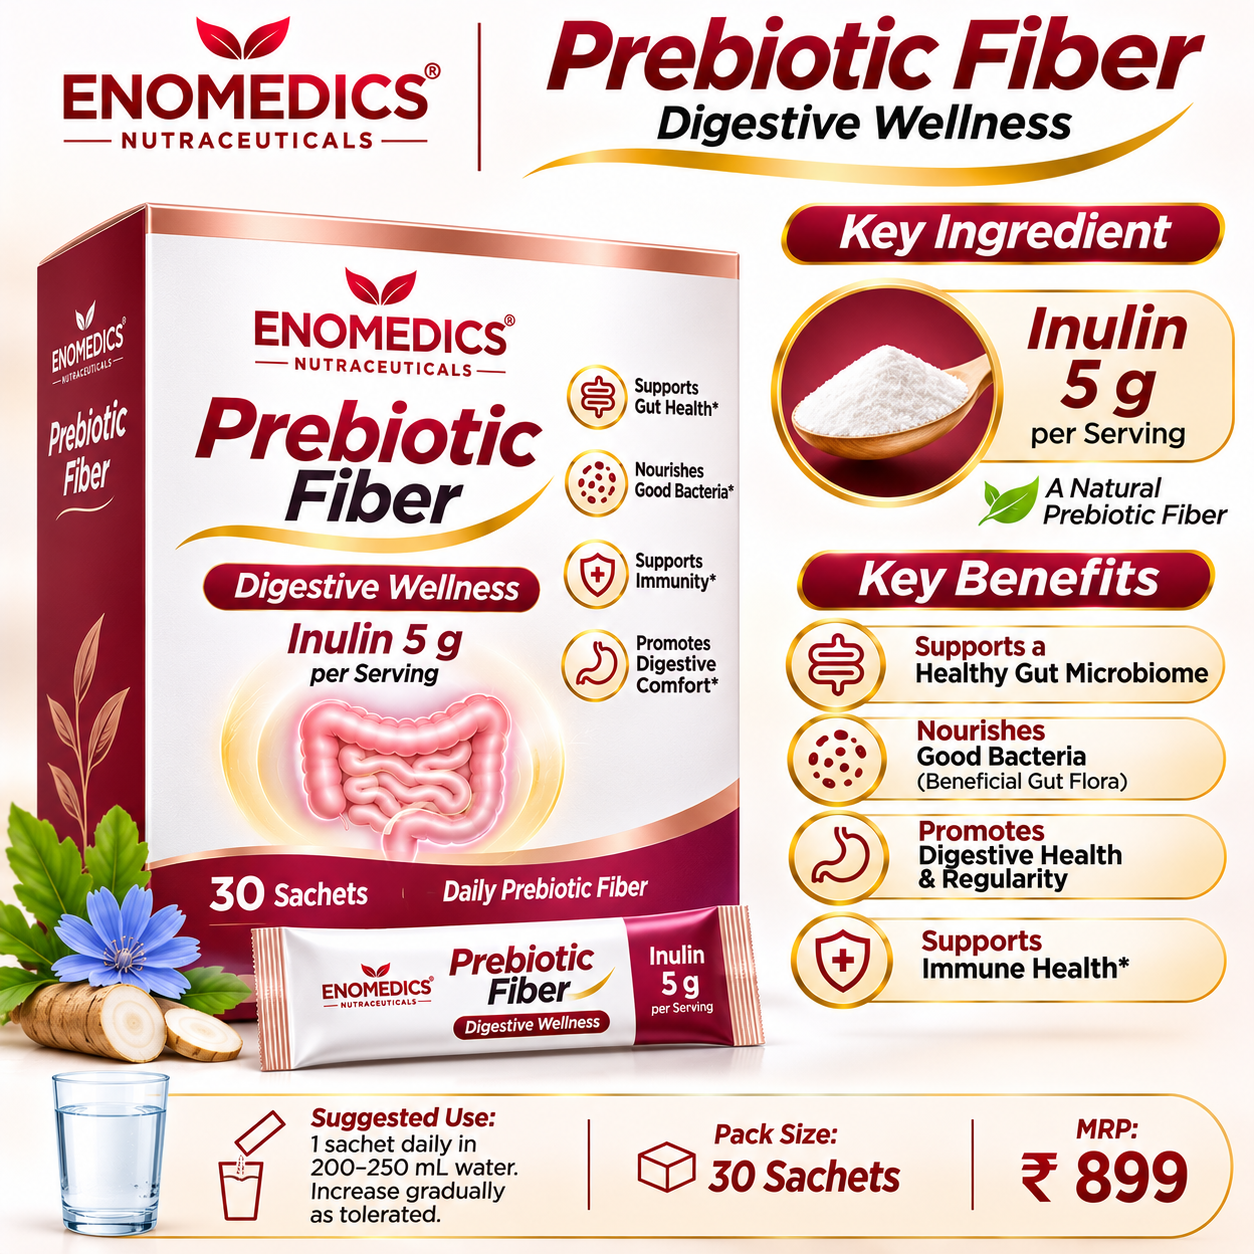 ENOMEDICS®
NUTRACEUTICALS
Prebiotic Fiber
Digestive Wellness
ENOMEDICS®
NUTRACEUTICALS
Prebiotic
Fiber
ENOMEDICS®
NUTRACEUTICALS
Prebiotic
Fiber
Digestive Wellness
Inulin 5 g
per Serving
Supports
Gut Health*
Nourishes
Good Bacteria*
Supports
Immunity*
Promotes
Digestive
Comfort*
30 Sachets
Daily Prebiotic Fiber
ENOMEDICS®
NUTRACEUTICALS
Prebiotic
Fiber
Digestive Wellness
Inulin
5 g
per Serving
Key Ingredient
Inulin
5 g
per Serving
A Natural
Prebiotic Fiber
Key Benefits
Supports a
Healthy Gut Microbiome
Nourishes
Good Bacteria
(Beneficial Gut Flora)
Promotes
Digestive Health
& Regularity
Supports
Immune Health*
Suggested Use:
1 sachet daily in
200–250 mL water.
Increase gradually
as tolerated.
Pack Size:
30 Sachets
MRP:
₹ 899